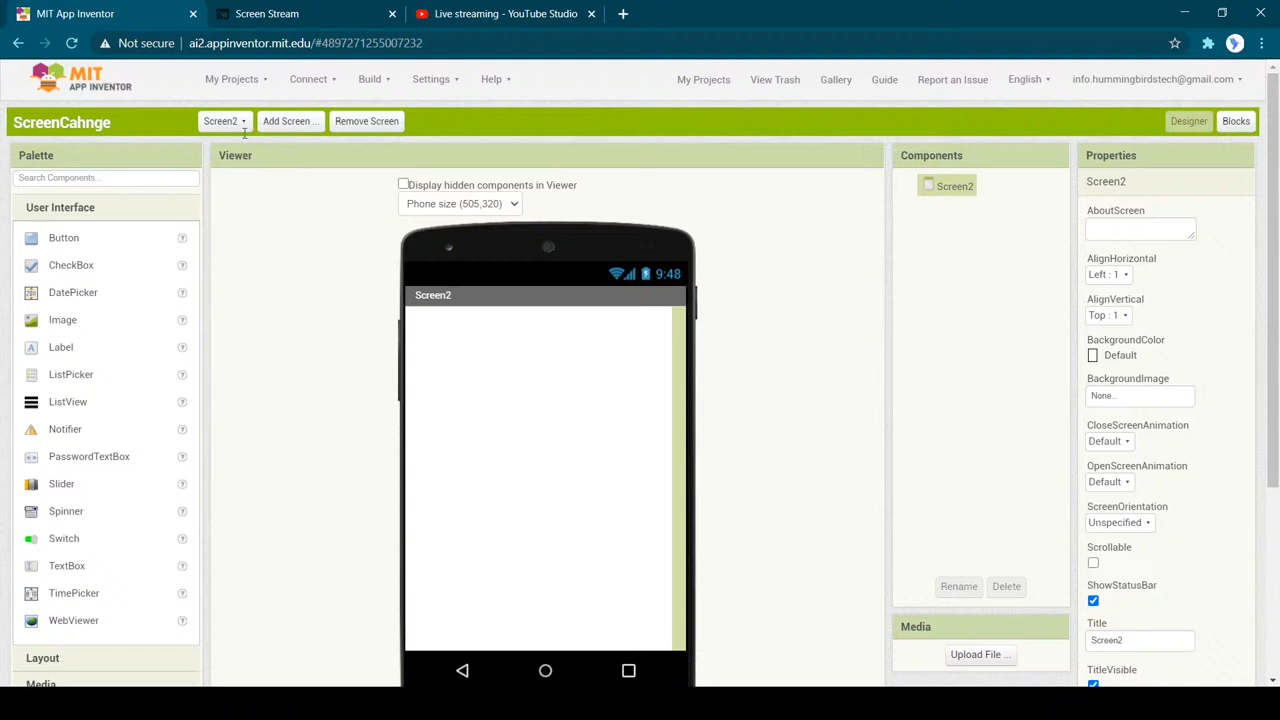 MIT App Inventor
Screen Stream
Live streaming - YouTube Studio
Not secure
ai2.appinventor.mit.edu/#4897271255007232
MIT
APP INVENTOR
My Projects
Connect
Build
Settings
Help
My Projects
View Trash
Gallery
Guide
Report an Issue
English
info.hummingbirdstech@gmail.com
ScreenCahnge
Screen2
Add Screen ...
Remove Screen
Designer
Blocks
Palette
Viewer
Components
Properties
Search Components...
User Interface
Button
CheckBox
DatePicker
Image
Label
ListPicker
ListView
Notifier
PasswordTextBox
Slider
Spinner
Switch
TextBox
TimePicker
WebViewer
Layout
Media
Display hidden components in Viewer
Phone size (505,320)
9:48
Screen2
Screen2
Rename
Delete
Media
Upload File ...
Screen2
AboutScreen
AlignHorizontal
Left : 1
AlignVertical
Top : 1
BackgroundColor
Default
BackgroundImage
None...
CloseScreenAnimation
Default
OpenScreenAnimation
Default
ScreenOrientation
Unspecified
Scrollable
ShowStatusBar
Title
Screen2
TitleVisible